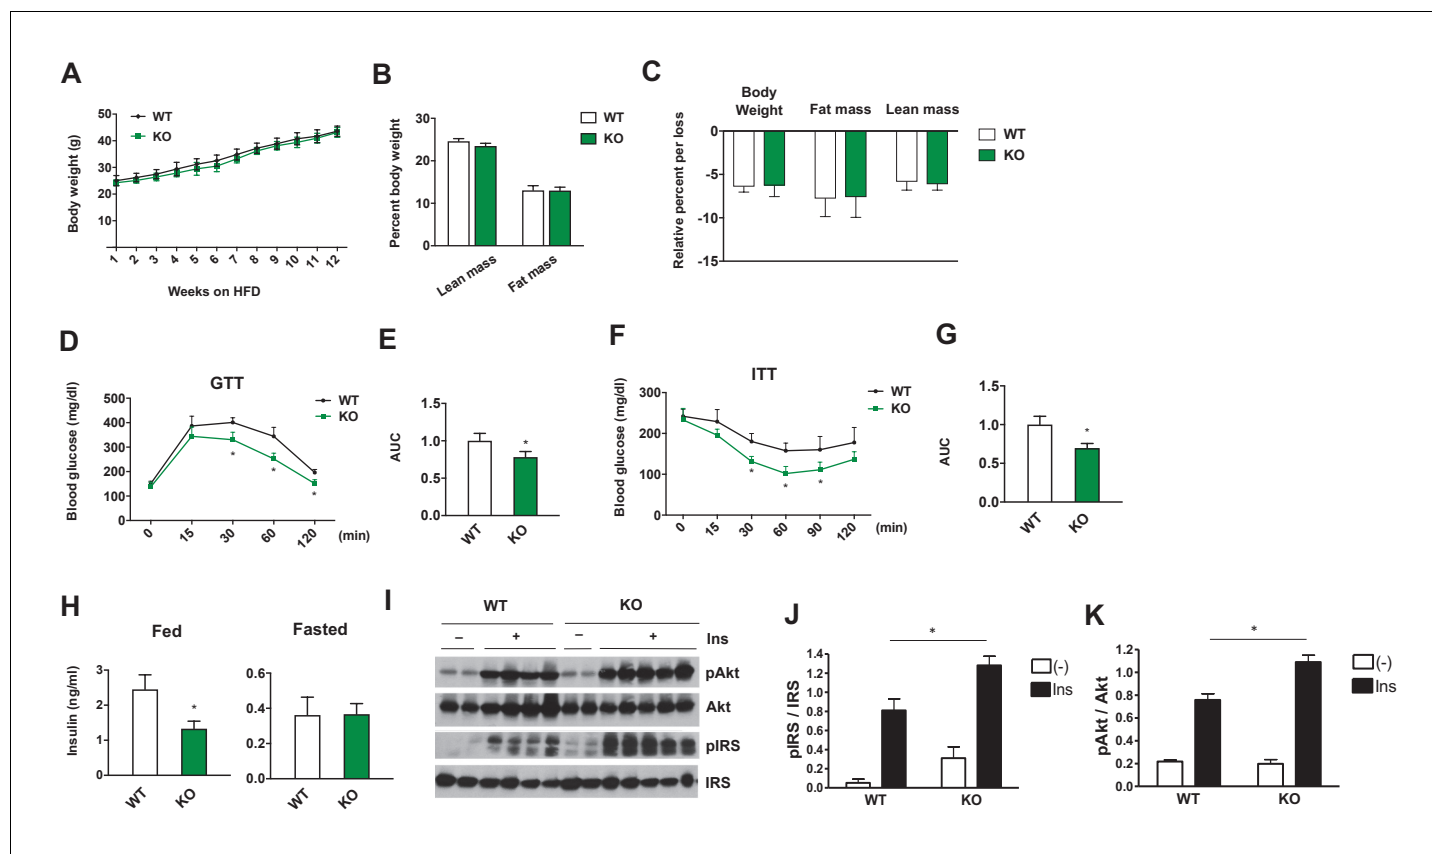 A
WT
KO
Body weight (g)
50
40
30
20
10
1 2 3 4 5 6 7 8 9 10 11 12
Weeks on HFD
B
WT
KO
Percent body weight
30
20
10
0
Lean mass Fat mass
C
Body
Weight Fat mass Lean mass
WT
KO
Relative percent per loss
0
-5
-10
-15
D
GTT
WT
KO
Blood glucose (mg/dl)
500
400
300
200
100
0
* * *
0 15 30 60 120 (min)
E
AUC
1.5
1.0
0.5
0.0
*
WT KO
F
ITT
WT
KO
Blood glucose (mg/dl)
300
200
100
0
* * *
0 15 30 60 90 120 (min)
G
AUC
1.5
1.0
0.5
0.0
*
WT KO
H
Fed
Insulin (ng/ml)
3
2
1
0
*
WT KO
Fasted
0.6
0.4
0.2
0.0
WT KO
I
WT KO
– + – + Ins
pAkt
Akt
pIRS
IRS
J
*
(-)
Ins
pIRS / IRS
1.4
1.2
1.0
0.8
0.6
0.4
0.2
0.0
WT KO
K
*
(-)
Ins
pAkt / Akt
1.2
1.0
0.8
0.6
0.4
0.2
0.0
WT KO